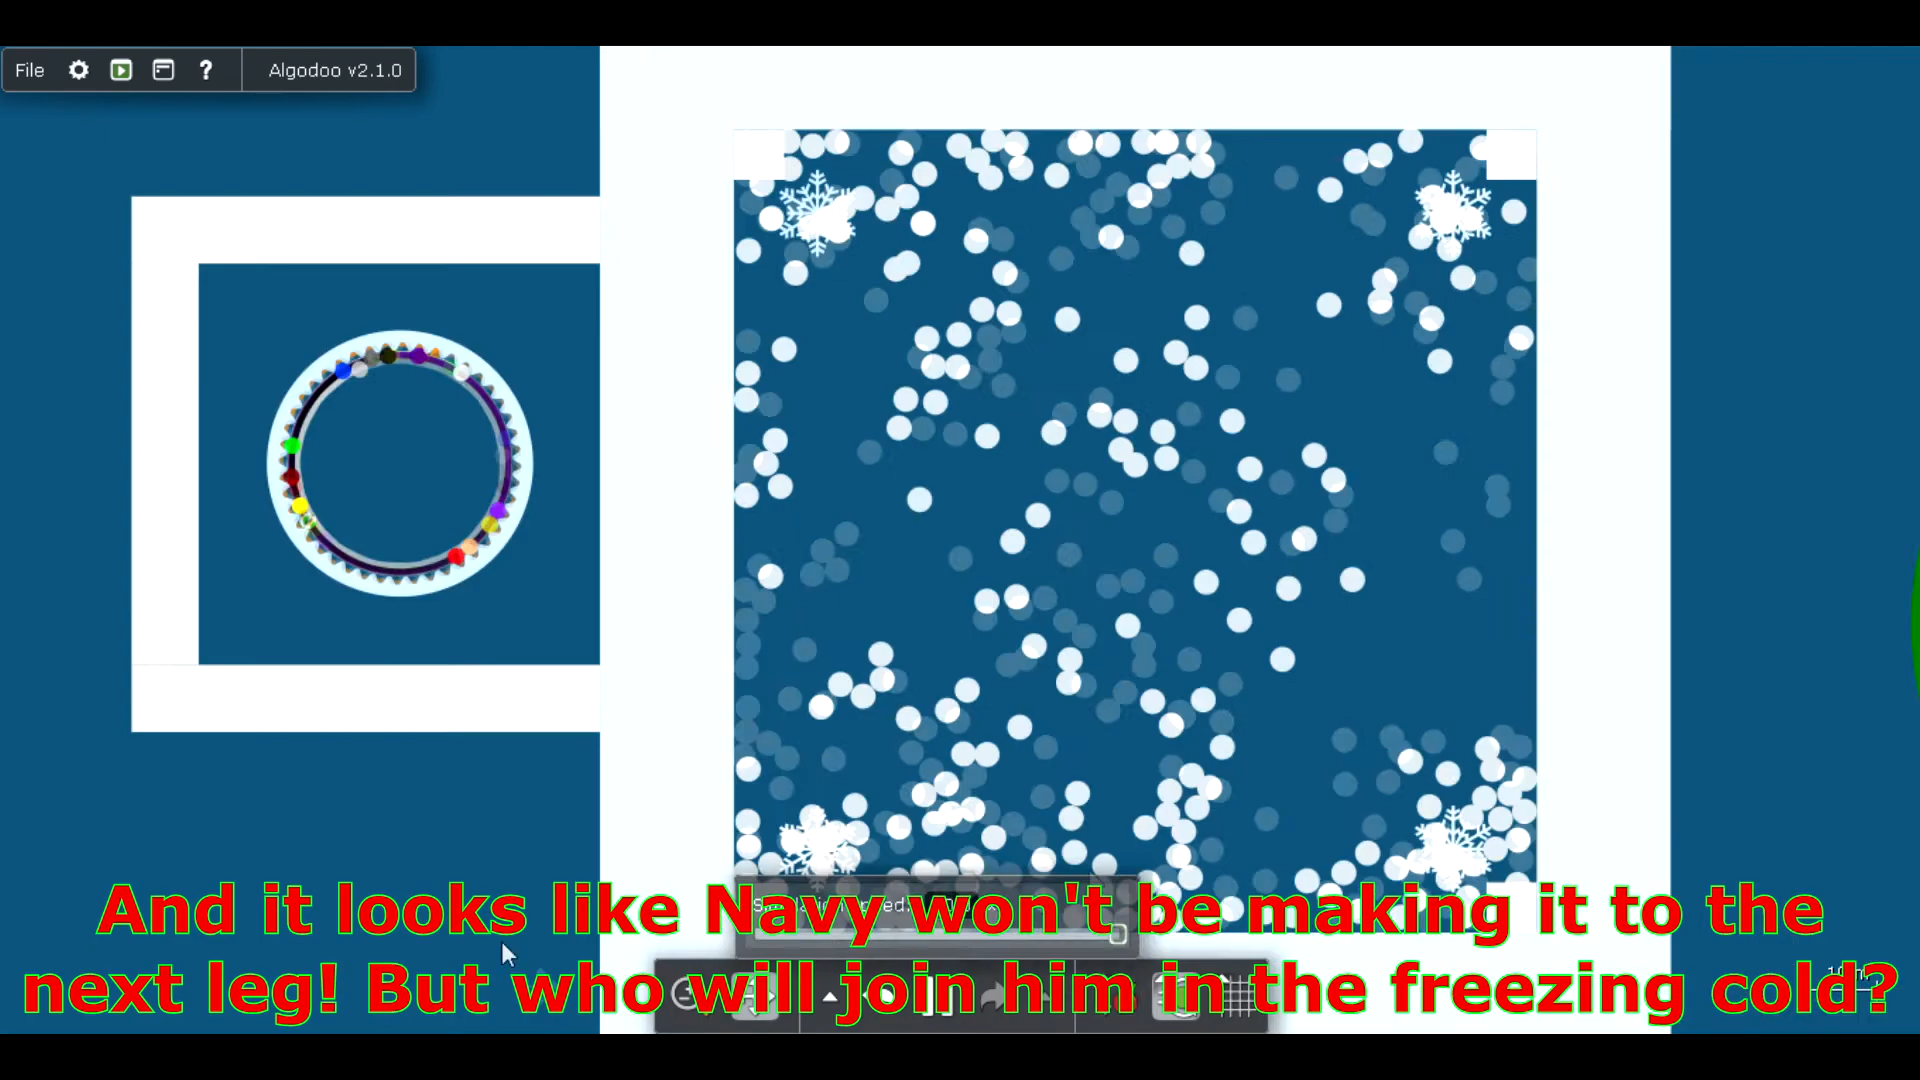 File ? Algodoo v2.1.0
And it looks like Navy won't be making it to the
next leg! But who will join him in the freezing cold?